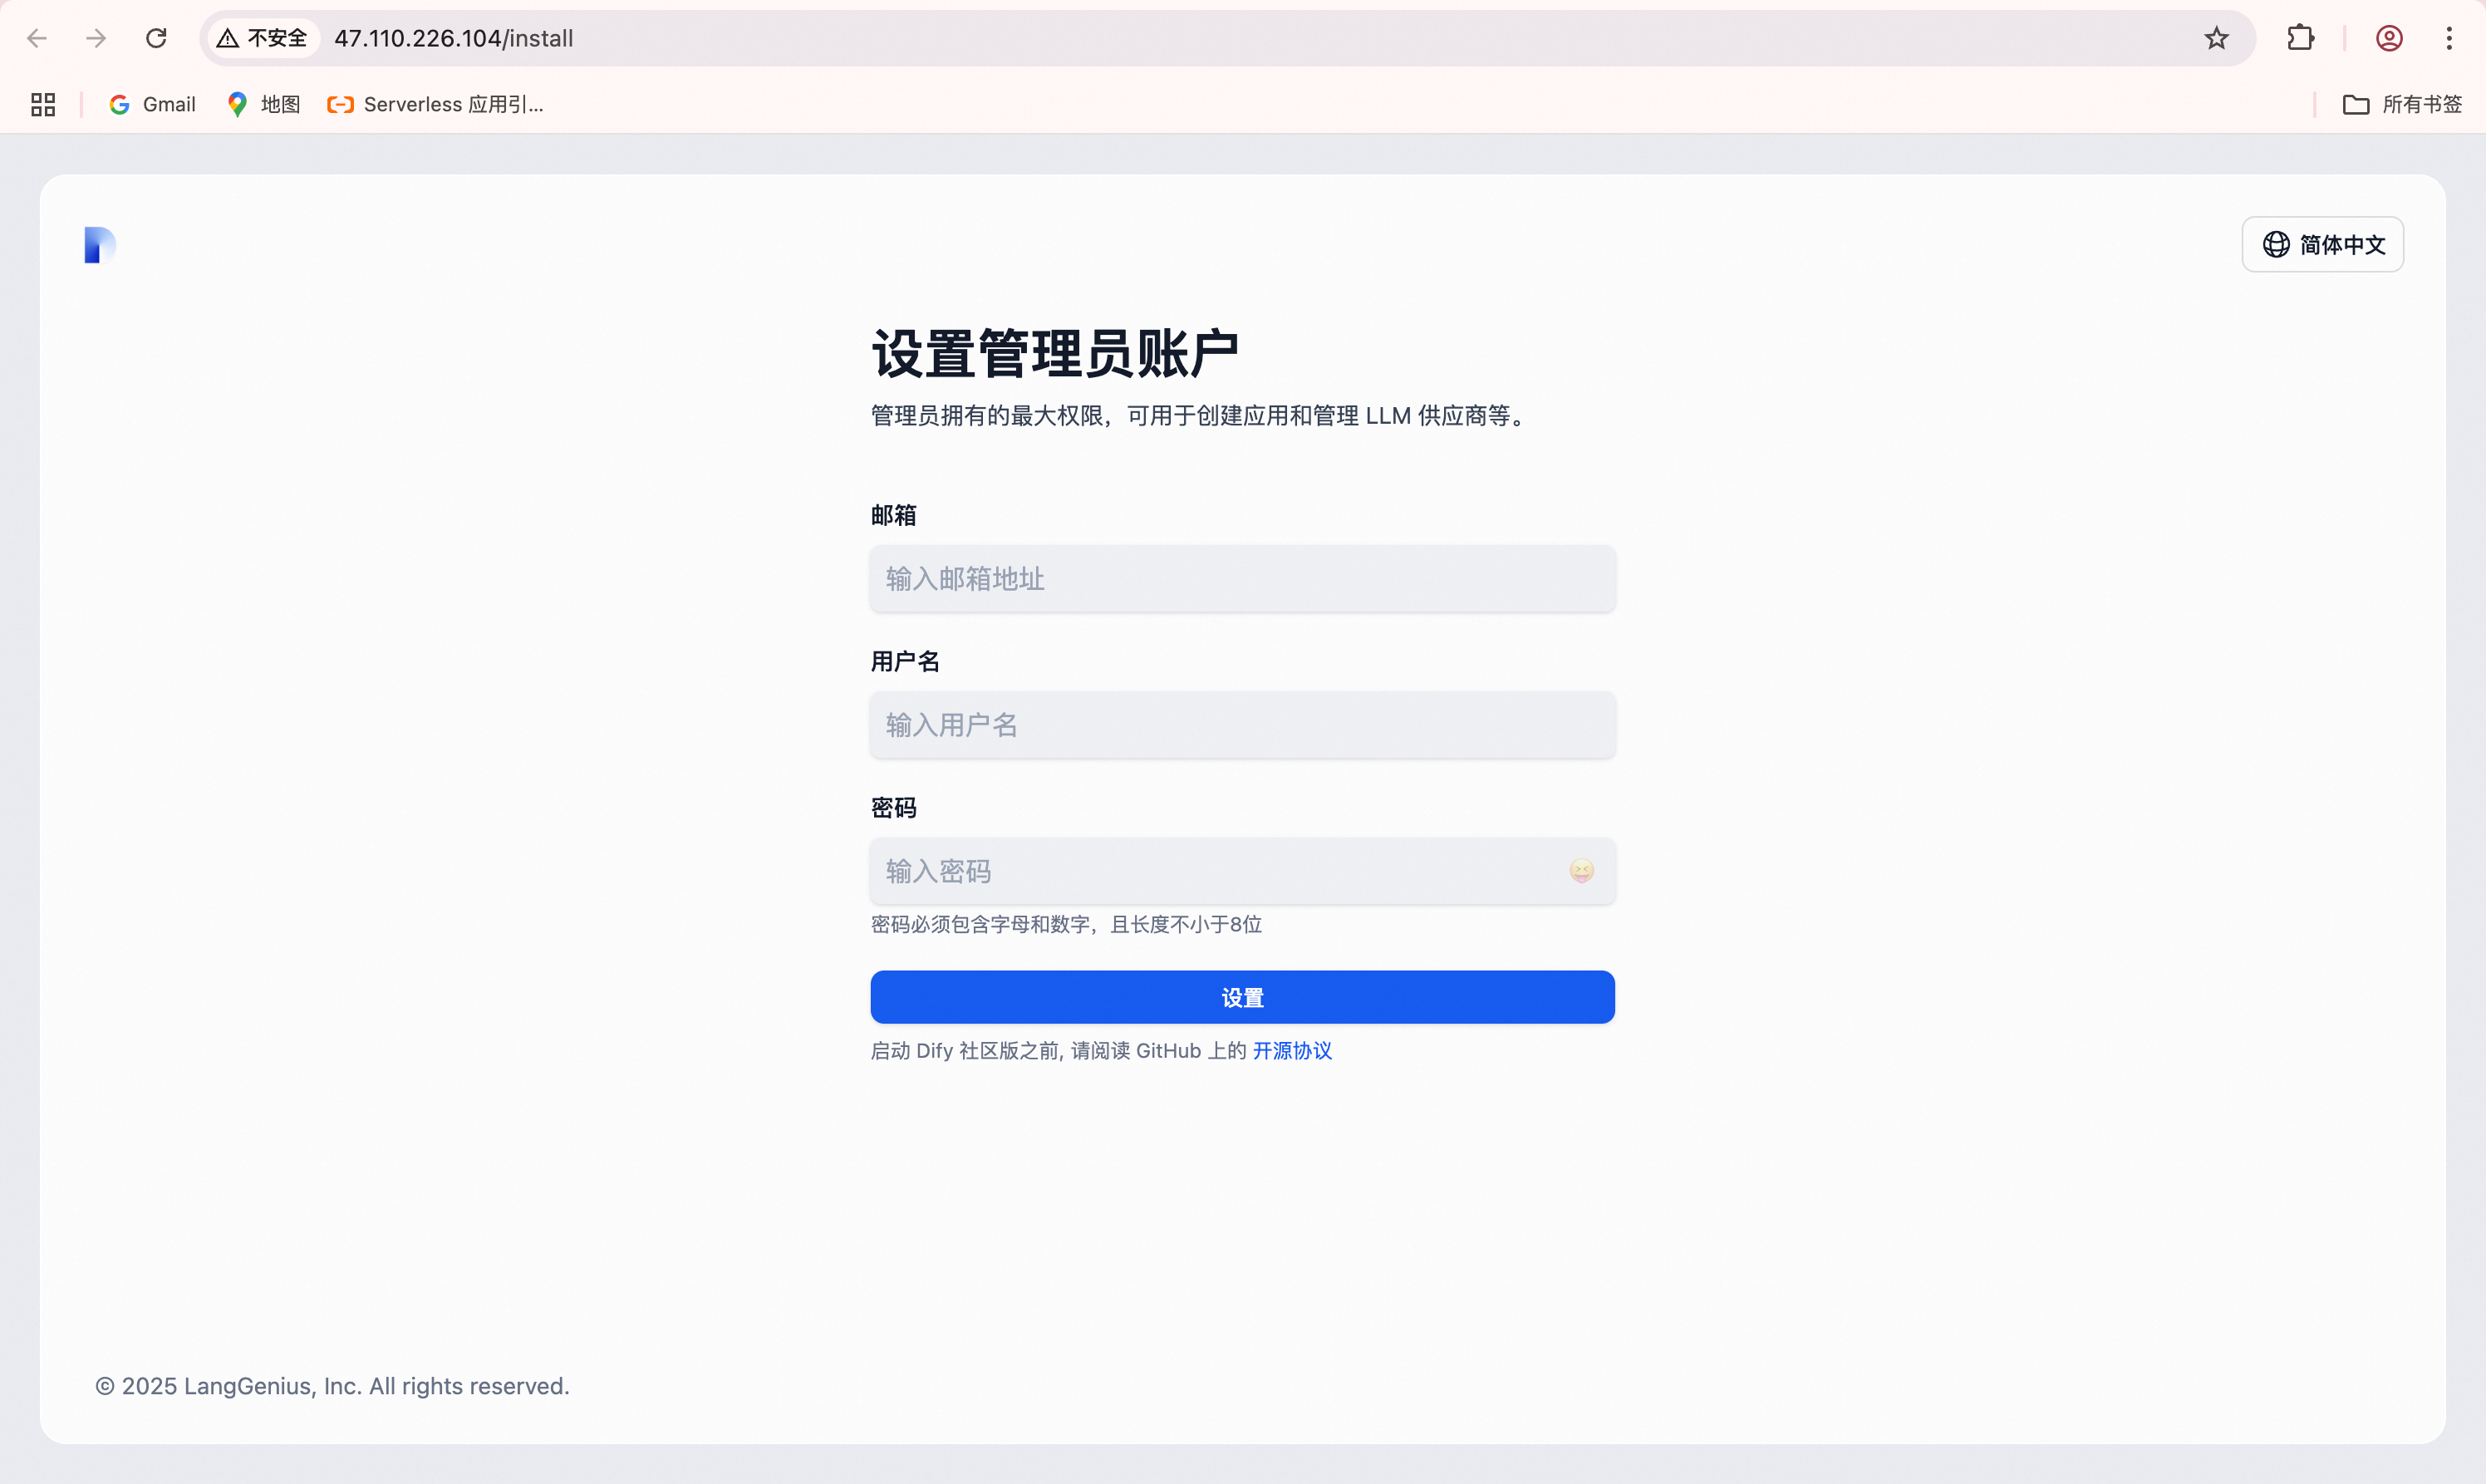 不安全 47.110.226.104/install
Gmail 地图 Serverless 应用引... 所有书签
简体中文
设置管理员账户
管理员拥有的最大权限，可用于创建应用和管理 LLM 供应商等。
邮箱
输入邮箱地址
用户名
输入用户名
密码
输入密码
密码必须包含字母和数字，且长度不小于8位
设置
启动 Dify 社区版之前, 请阅读 GitHub 上的 开源协议
© 2025 LangGenius, Inc. All rights reserved.